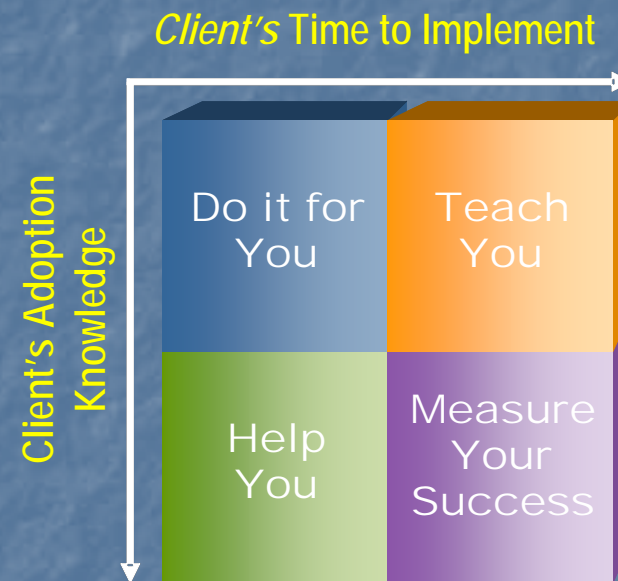 Client's Time to Implement
Client's Adoption
Knowledge
Do it for
You
Teach
You
Help
You
Measure
Your
Success